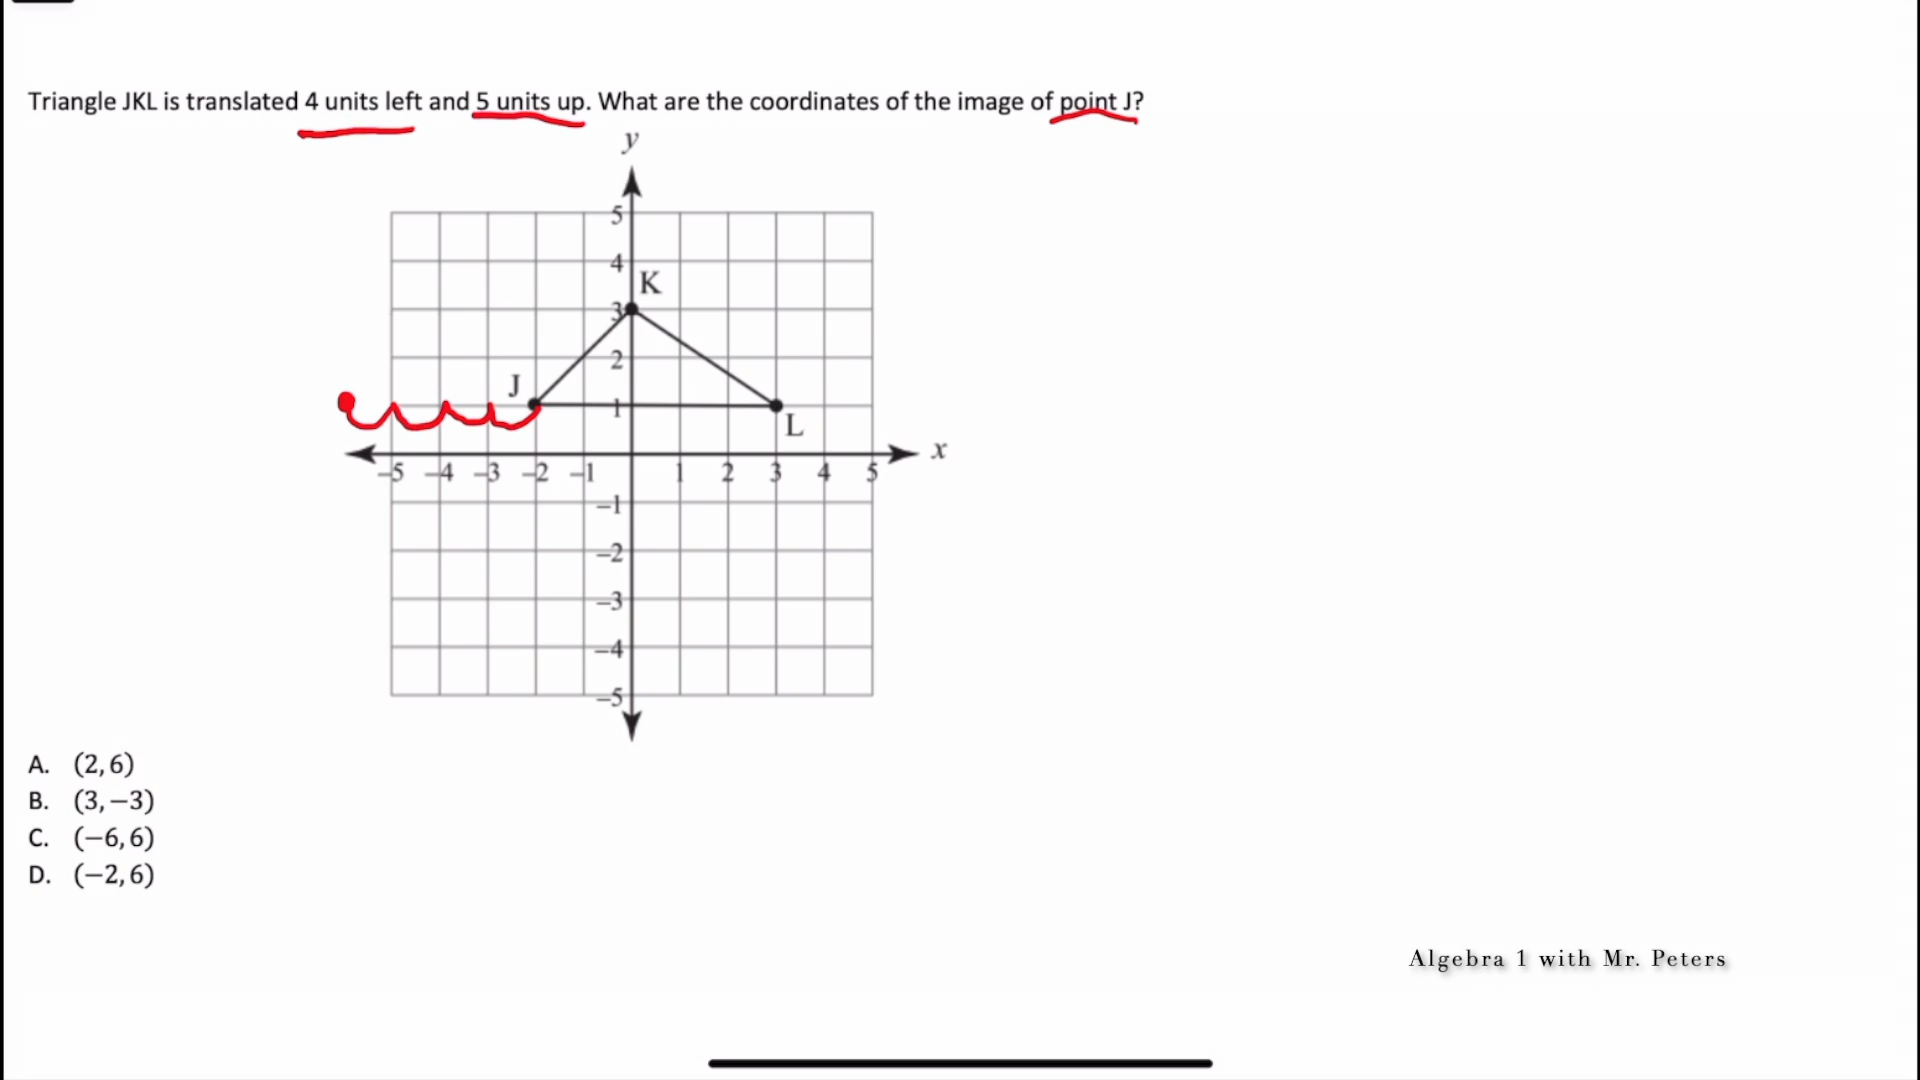 Triangle JKL is translated 4 units left and 5 units up. What are the coordinates of the image of point J?
y
5
4
K
3
2
J
1
L
x
–5 –4 –3 –2 –1 1 2 3 4 5
–1
–2
–3
–4
–5
A. (2, 6)
B. (3, −3)
C. (−6, 6)
D. (−2, 6)
Algebra 1 with Mr. Peters